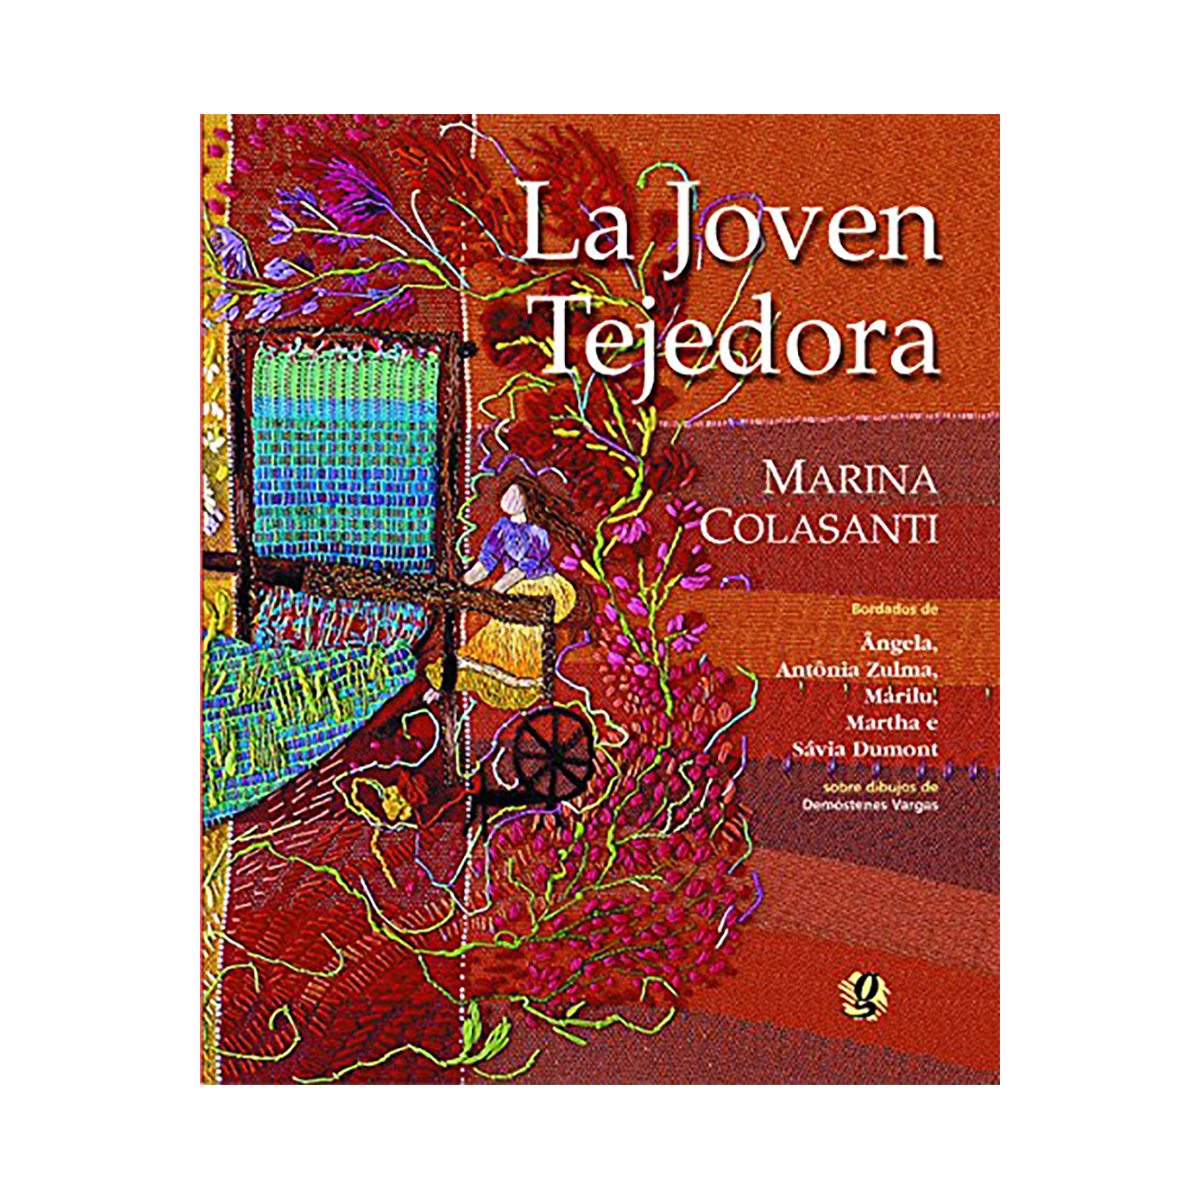 La Joven
Tejedora
MARINA
COLASANTI
Bordados de
Ângela,
Antônia Zulma,
Marilu,
Martha e
Sávia Dumont
sobre dibujos de
Demóstenes Vargas
g